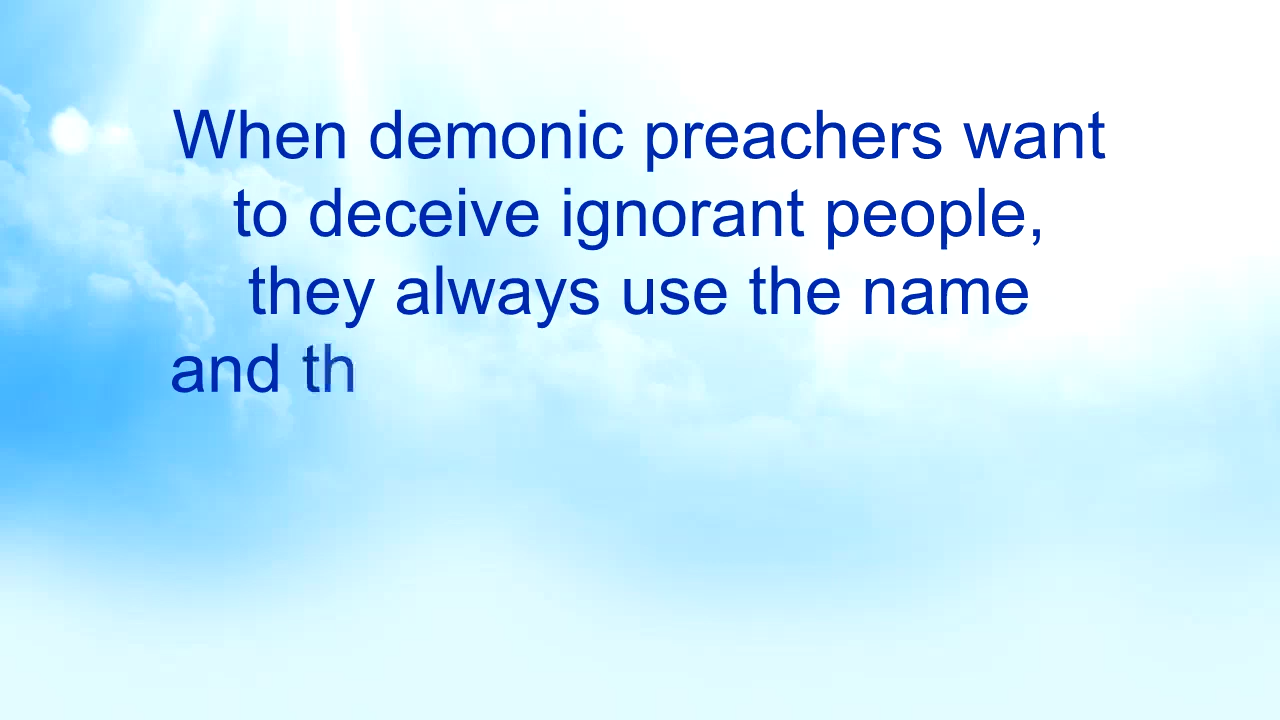 When demonic preachers want
to deceive ignorant people,
they always use the name
and th